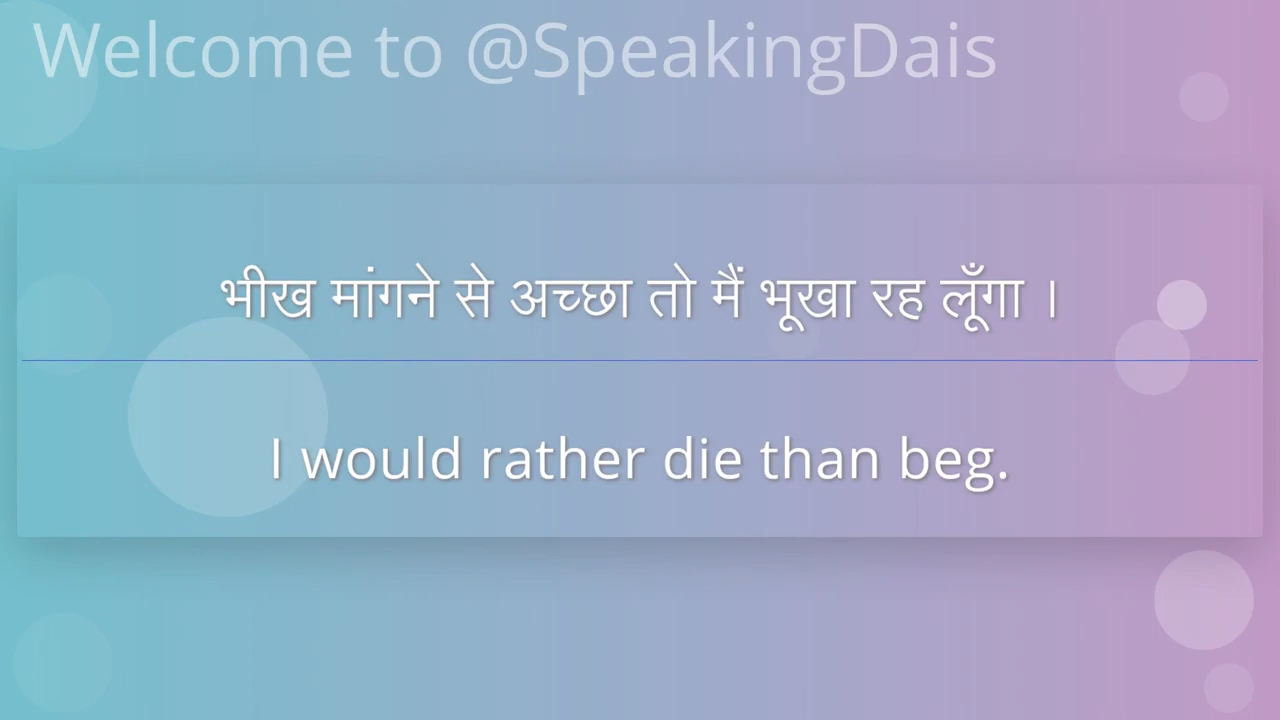 Welcome to @SpeakingDais
भीख मांगने से अच्छा तो मैं भूखा रह लूँगा ।
I would rather die than beg.